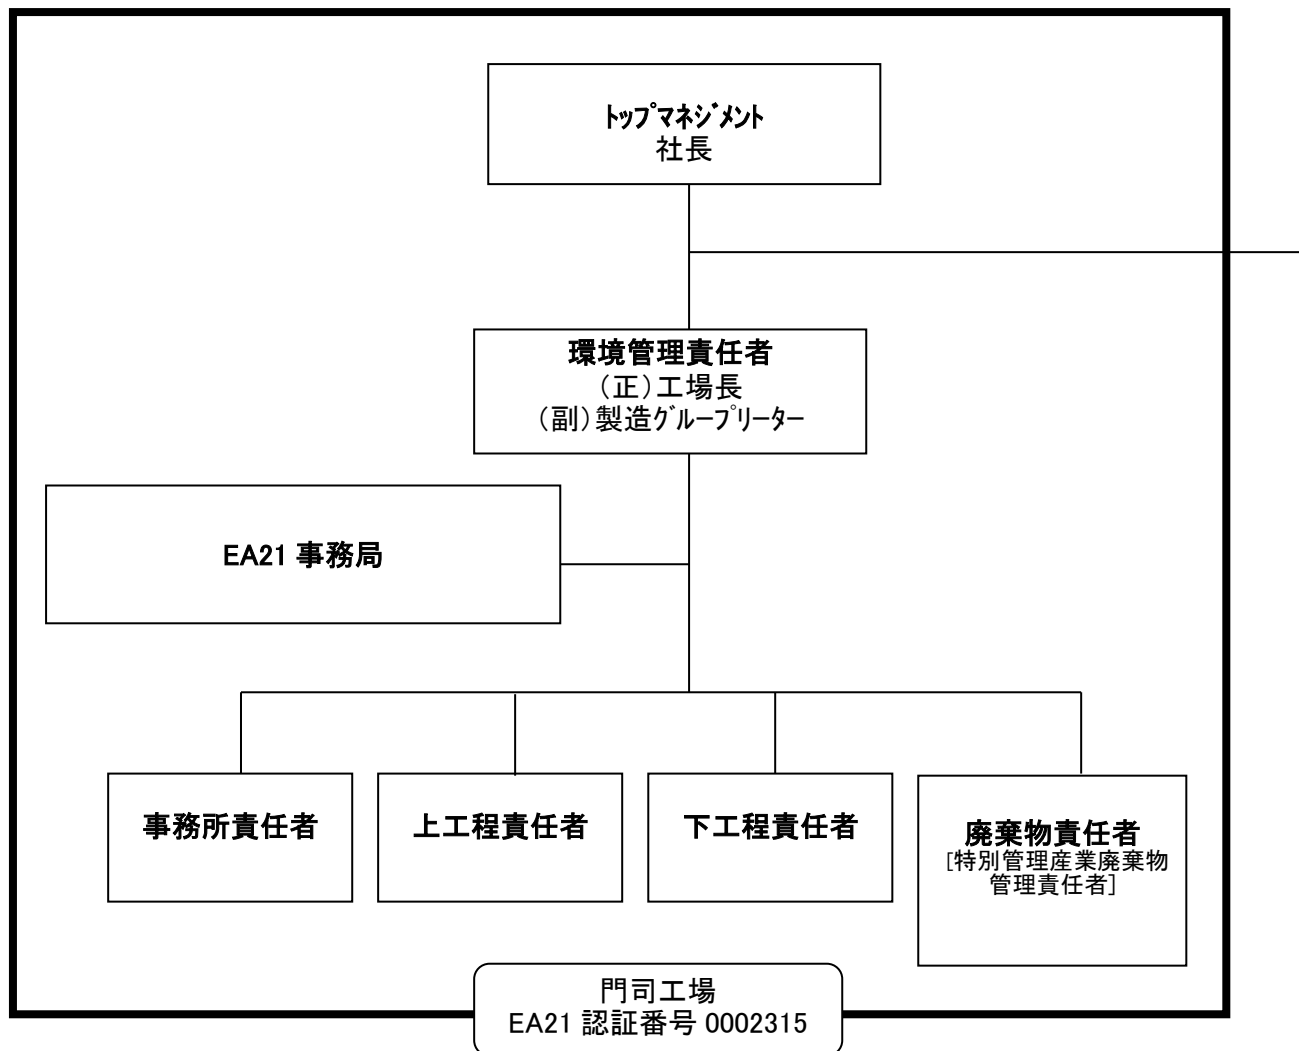 ﾄｯﾌﾟﾏﾈｼﾞﾒﾝﾄ
社長
環境管理責任者
（正）工場長
（副）製造ｸﾞﾙｰﾌﾟﾘｰﾀｰ
EA21 事務局
事務所責任者
上工程責任者
下工程責任者
廃棄物責任者
[特別管理産業廃棄物
管理責任者]
門司工場
EA21 認証番号 0002315